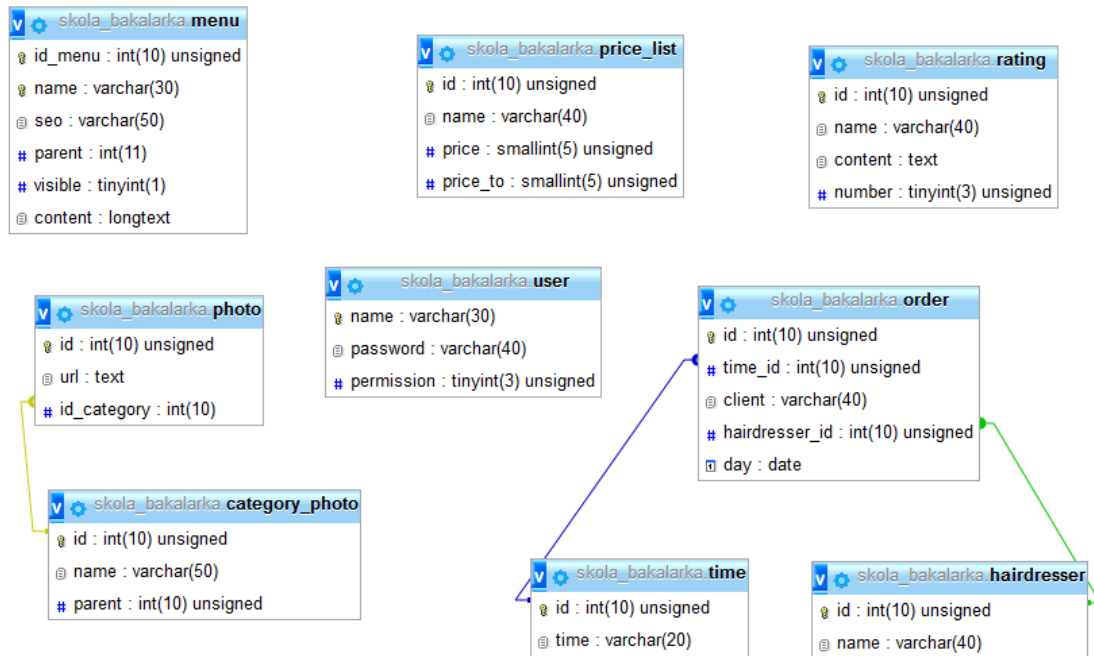 skola_bakalarka.menu
id_menu : int(10) unsigned
name : varchar(30)
seo : varchar(50)
parent : int(11)
visible : tinyint(1)
content : longtext
skola_bakalarka.price_list
id : int(10) unsigned
name : varchar(40)
price : smallint(5) unsigned
price_to : smallint(5) unsigned
skola_bakalarka.rating
id : int(10) unsigned
name : varchar(40)
content : text
number : tinyint(3) unsigned
skola_bakalarka.photo
id : int(10) unsigned
url : text
id_category : int(10)
skola_bakalarka.user
name : varchar(30)
password : varchar(40)
permission : tinyint(3) unsigned
skola_bakalarka.order
id : int(10) unsigned
time_id : int(10) unsigned
client : varchar(40)
hairdresser_id : int(10) unsigned
day : date
skola_bakalarka.category_photo
id : int(10) unsigned
name : varchar(50)
parent : int(10) unsigned
skola_bakalarka.time
id : int(10) unsigned
time : varchar(20)
skola_bakalarka.hairdresser
id : int(10) unsigned
name : varchar(40)